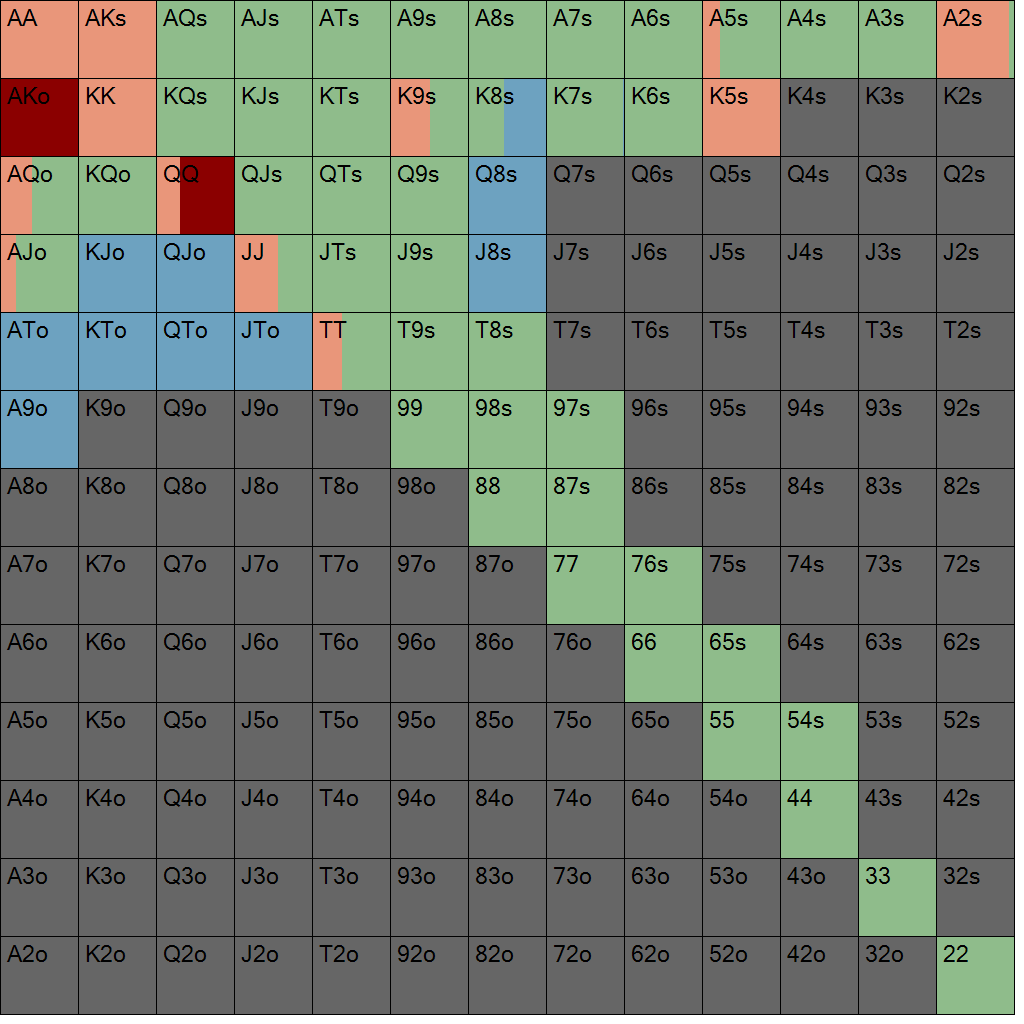 AA AKs AQs AJs ATs A9s A8s A7s A6s A5s A4s A3s A2s
AKo KK KQs KJs KTs K9s K8s K7s K6s K5s K4s K3s K2s
AQo KQo QQ QJs QTs Q9s Q8s Q7s Q6s Q5s Q4s Q3s Q2s
AJo KJo QJo JJ JTs J9s J8s J7s J6s J5s J4s J3s J2s
ATo KTo QTo JTo TT T9s T8s T7s T6s T5s T4s T3s T2s
A9o K9o Q9o J9o T9o 99 98s 97s 96s 95s 94s 93s 92s
A8o K8o Q8o J8o T8o 98o 88 87s 86s 85s 84s 83s 82s
A7o K7o Q7o J7o T7o 97o 87o 77 76s 75s 74s 73s 72s
A6o K6o Q6o J6o T6o 96o 86o 76o 66 65s 64s 63s 62s
A5o K5o Q5o J5o T5o 95o 85o 75o 65o 55 54s 53s 52s
A4o K4o Q4o J4o T4o 94o 84o 74o 64o 54o 44 43s 42s
A3o K3o Q3o J3o T3o 93o 83o 73o 63o 53o 43o 33 32s
A2o K2o Q2o J2o T2o 92o 82o 72o 62o 52o 42o 32o 22